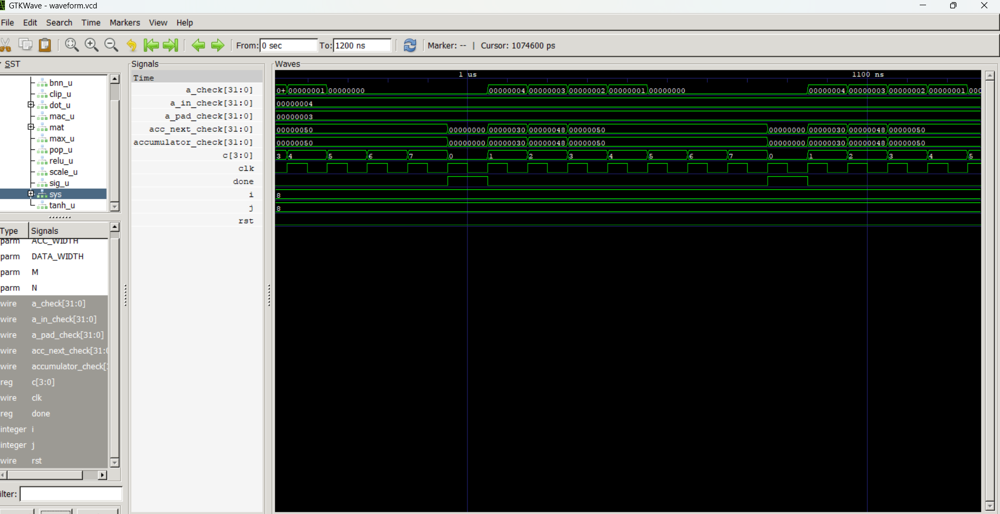 GTKWave - waveform.vcd
File Edit Search Time Markers View Help
From: 0 sec To: 1200 ns Marker: -- | Cursor: 1074600 ps
SST
bnn_u
clip_u
dot_u
mac_u
mat
max_u
pop_u
relu_u
scale_u
sig_u
sys
tanh_u
Type Signals
parm ACC_WIDTH
parm DATA_WIDTH
parm M
parm N
wire a_check[31:0]
wire a_in_check[31:0]
wire a_pad_check[31:0]
wire acc_next_check[31:
wire accumulator_check[
reg c[3:0]
wire clk
reg done
integer i
integer j
wire rst
ilter:
Signals
Time
a_check[31:0]
a_in_check[31:0]
a_pad_check[31:0]
acc_next_check[31:0]
accumulator_check[31:0]
c[3:0]
clk
done
i
j
rst
Waves
1 us 1100 ns
0+ 00000001 00000000 00000004 00000003 00000002 00000001 00000000 00000004 00000003 00000002 00000001 000
00000004
00000003
00000050 00000000 00000030 00000048 00000050 00000000 00000030 00000048 00000050
00000050 00000000 00000030 00000048 00000050 00000000 00000030 00000048 00000050
3 4 5 6 7 0 1 2 3 4 5 6 7 0 1 2 3 4 5
8
8